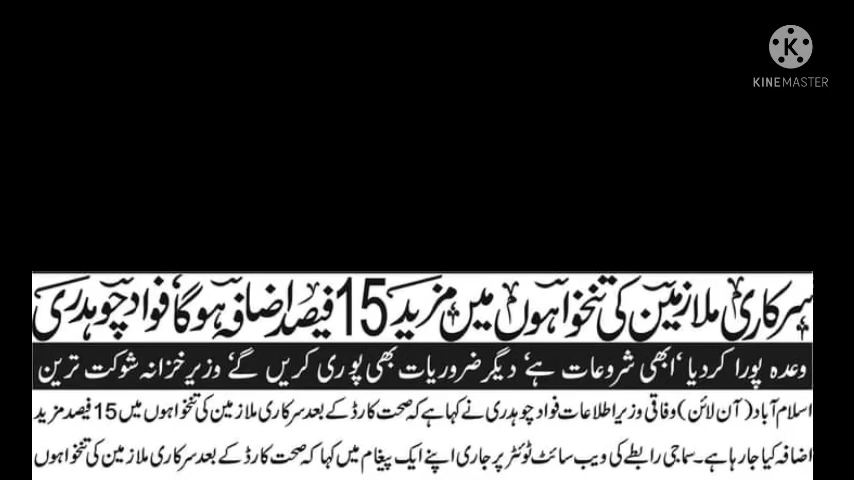 KINEMASTER
سرکاری ملازمین کی تنخواہوں میں مزید 15 فیصد اضافہ ہوگا، فواد چوہدری
وعدہ پورا کردیا، ابھی شروعات ہے، دیگر ضروریات بھی پوری کریں گے، وزیر خزانہ شوکت ترین
اسلام آباد (آن لائن) وفاقی وزیر اطلاعات فواد چوہدری نے کہا ہے کہ صحت کارڈ کے بعد سرکاری ملازمین کی تنخواہوں میں 15 فیصد مزید
اضافہ کیا جا رہا ہے۔ سماجی رابطے کی ویب سائٹ ٹوئٹر پر جاری اپنے ایک پیغام میں کہا کہ صحت کارڈ کے بعد سرکاری ملازمین کی تنخواہوں